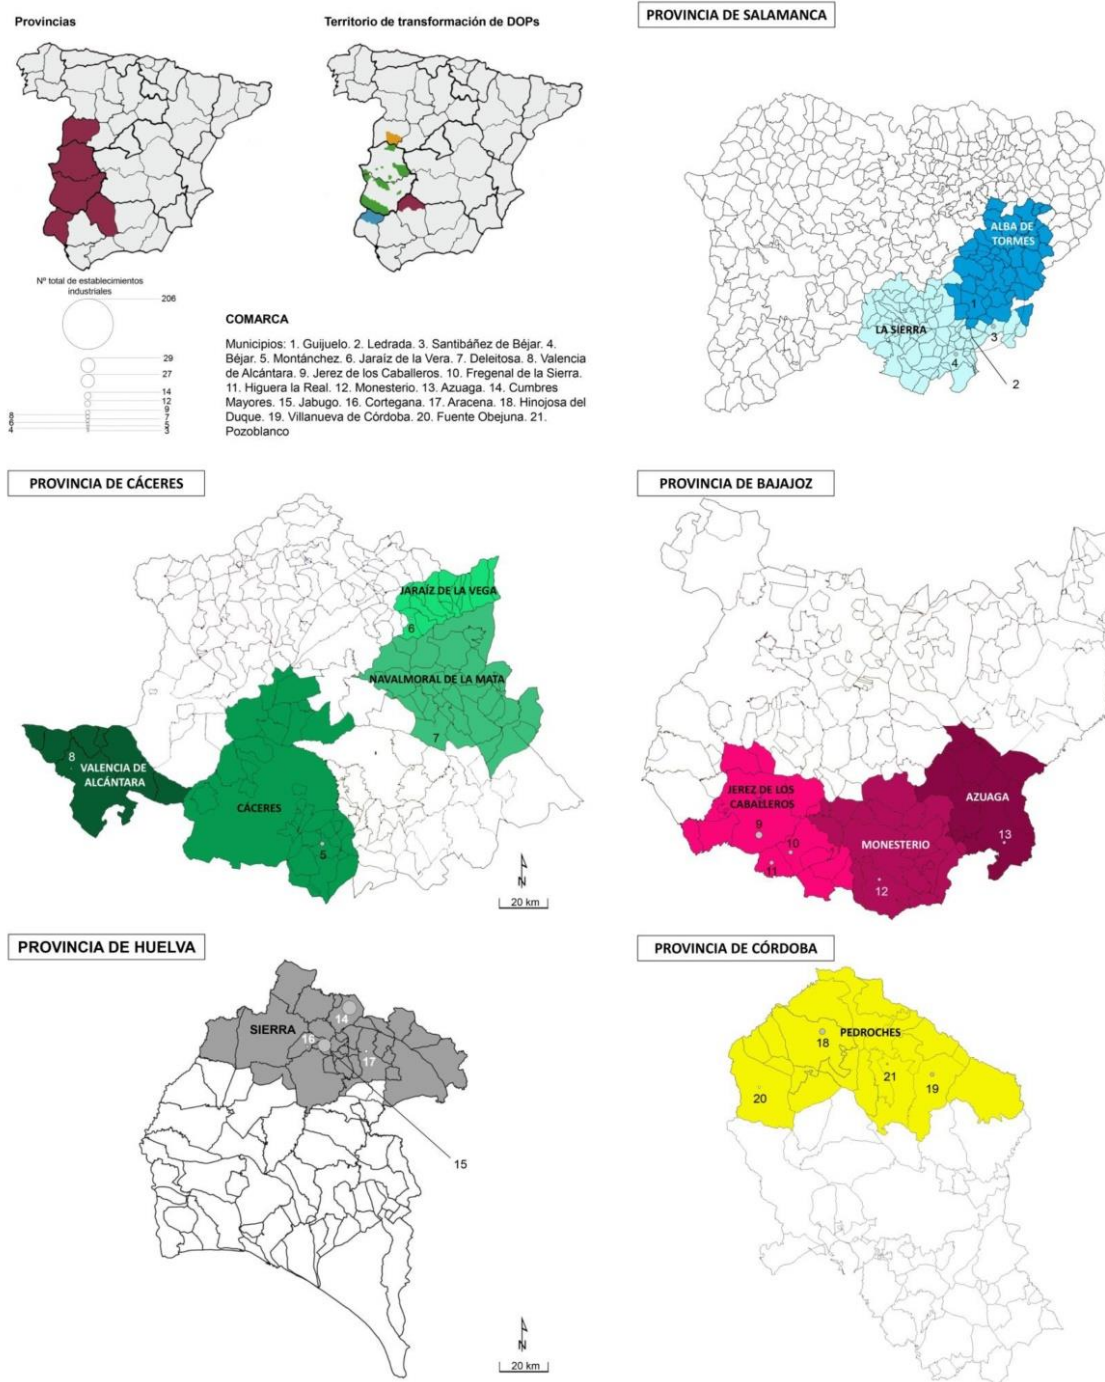 Provincias
Territorio de transformación de DOPs
PROVINCIA DE SALAMANCA
Nº total de establecimientos
industriales
206
29
27
14
12
9
8
7
6
5
4
3
COMARCA
Municipios: 1. Guijuelo. 2. Ledrada. 3. Santibáñez de Béjar. 4.
Béjar. 5. Montánchez. 6. Jaraíz de la Vera. 7. Deleitosa. 8. Valencia
de Alcántara. 9. Jerez de los Caballeros. 10. Fregenal de la Sierra.
11. Higuera la Real. 12. Monesterio. 13. Azuaga. 14. Cumbres
Mayores. 15. Jabugo. 16. Cortegana. 17. Aracena. 18. Hinojosa del
Duque. 19. Villanueva de Córdoba. 20. Fuente Obejuna. 21.
Pozoblanco
ALBA DE
TORMES
1
LA SIERRA
3
4
2
PROVINCIA DE CÁCERES
JARAÍZ DE LA VEGA
6
NAVALMORAL DE LA MATA
7
8
VALENCIA DE
ALCÁNTARA
CÁCERES
5
N
20 km
PROVINCIA DE BAJAJOZ
JEREZ DE LOS
CABALLEROS
9
10
11
MONESTERIO
12
AZUAGA
13
PROVINCIA DE HUELVA
SIERRA
14
16
17
15
N
20 km
PROVINCIA DE CÓRDOBA
PEDROCHES
18
21
19
20